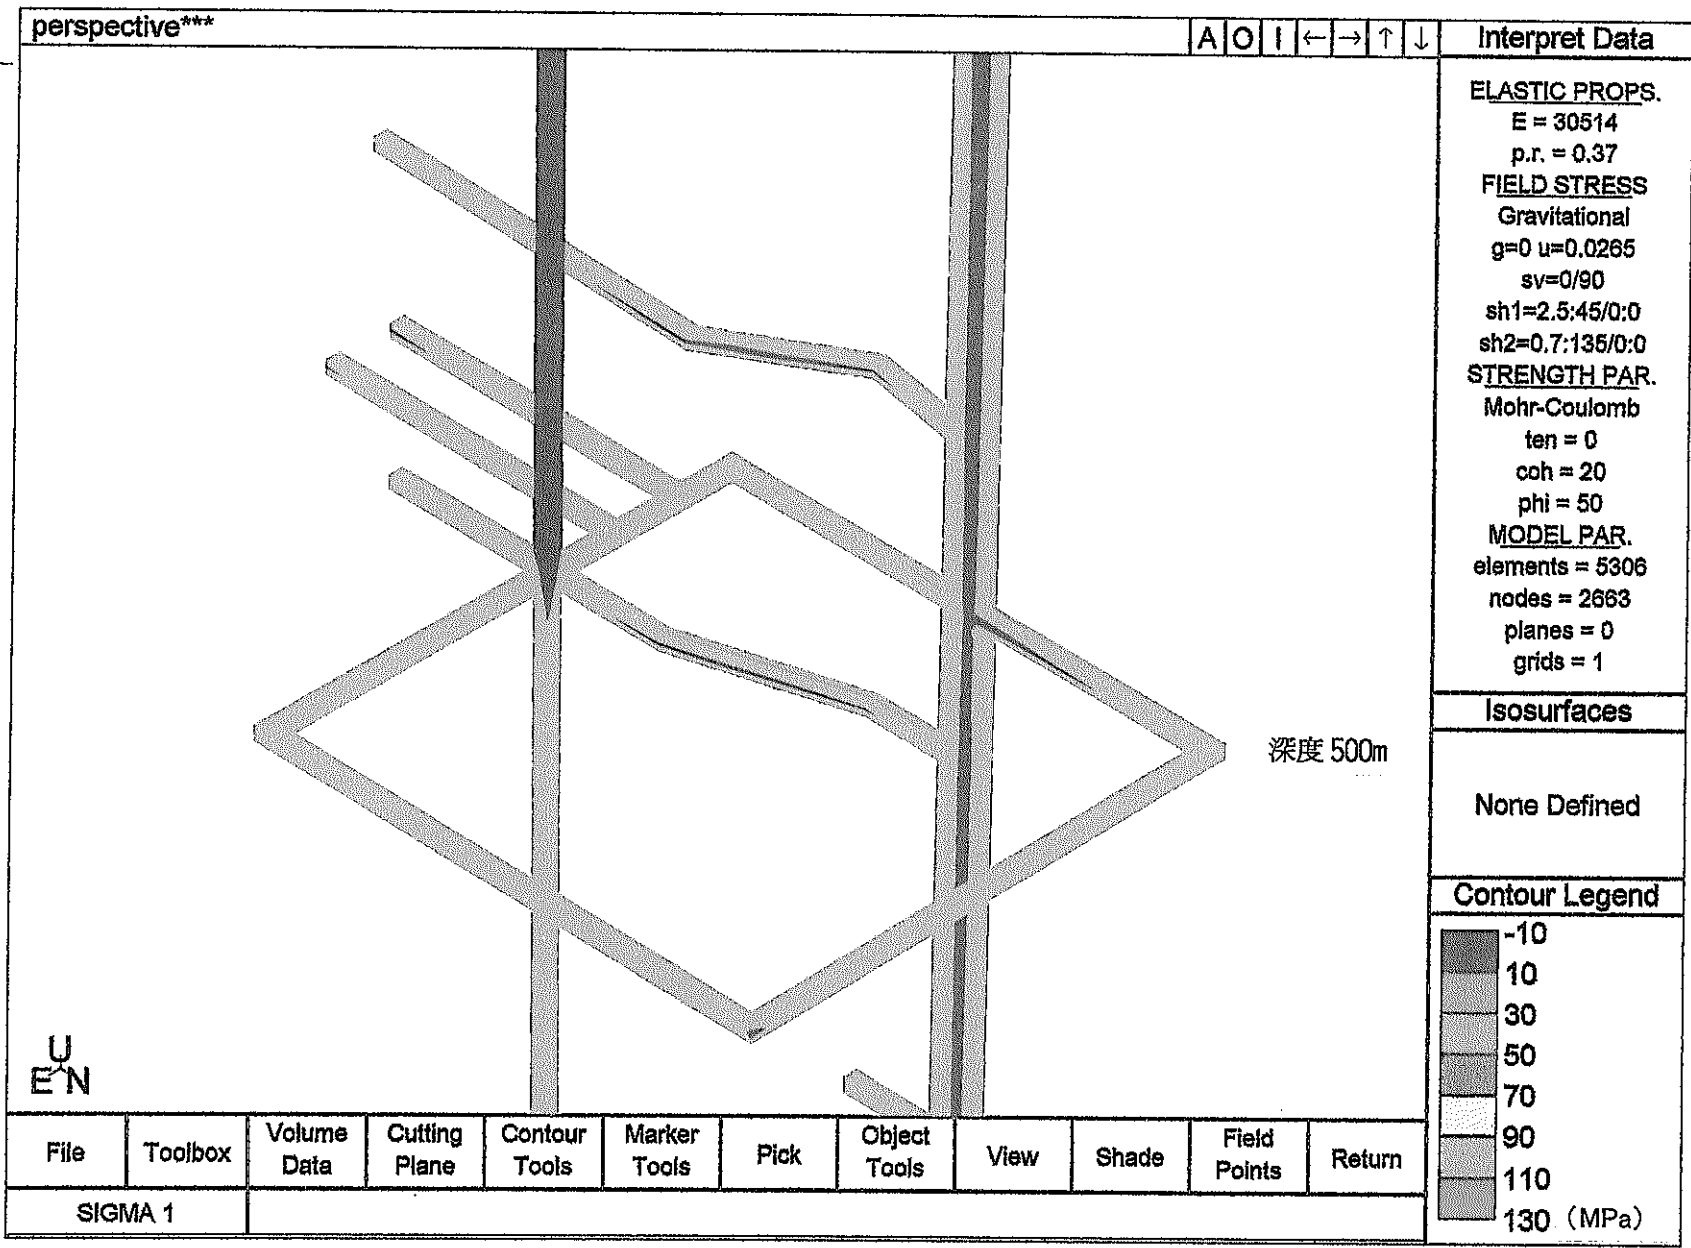 perspective***
A O I ← → ↑ ↓
Interpret Data
ELASTIC PROPS.
E = 30514
p.r. = 0.37
FIELD STRESS
Gravitational
g=0 u=0.0265
sv=0/90
sh1=2.5:45/0:0
sh2=0.7:135/0:0
STRENGTH PAR.
Mohr-Coulomb
ten = 0
coh = 20
phi = 50
MODEL PAR.
elements = 5306
nodes = 2663
planes = 0
grids = 1
Isosurfaces
None Defined
Contour Legend
-10
10
30
50
70
90
110
130 (MPa)
深度 500m
U
E N
File
Toolbox
Volume
Data
Cutting
Plane
Contour
Tools
Marker
Tools
Pick
Object
Tools
View
Shade
Field
Points
Return
SIGMA 1